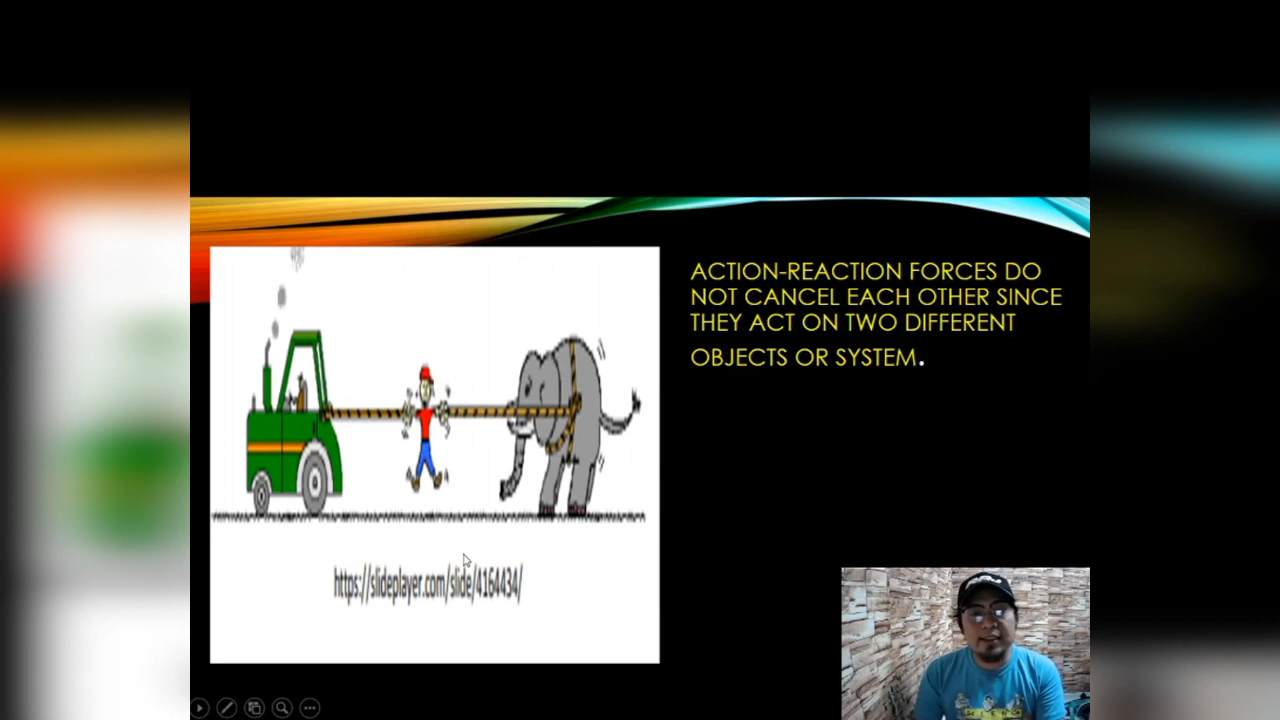 ACTION-REACTION FORCES DO
NOT CANCEL EACH OTHER SINCE
THEY ACT ON TWO DIFFERENT
OBJECTS OR SYSTEM.
https://slideplayer.com/slide/4164434/